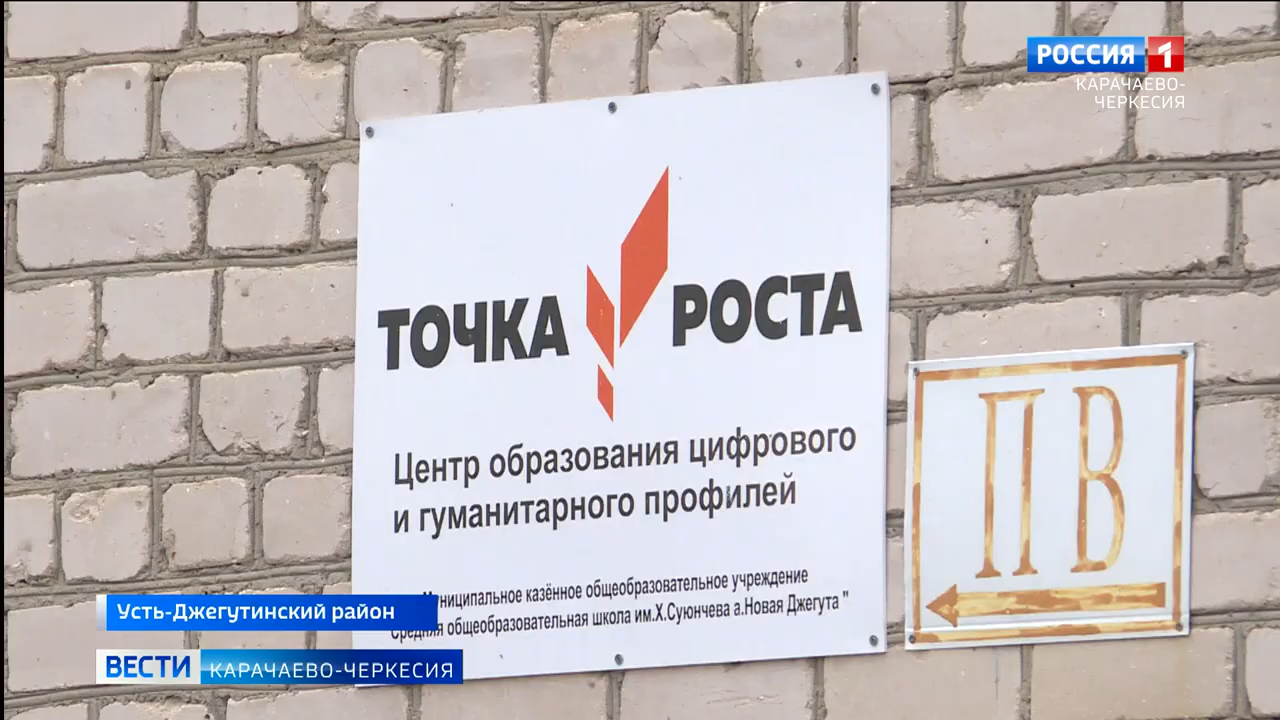 РОССИЯ 1
КАРАЧАЕВО-
ЧЕРКЕСИЯ
ТОЧКА РОСТА
Центр образования цифрового
и гуманитарного профилей
Муниципальное казённое общеобразовательное учреждение
Средняя общеобразовательная школа им.Х.Суюнчева а.Новая Джегута "
ПВ
Усть-Джегутинский район
ВЕСТИ КАРАЧАЕВО-ЧЕРКЕСИЯ